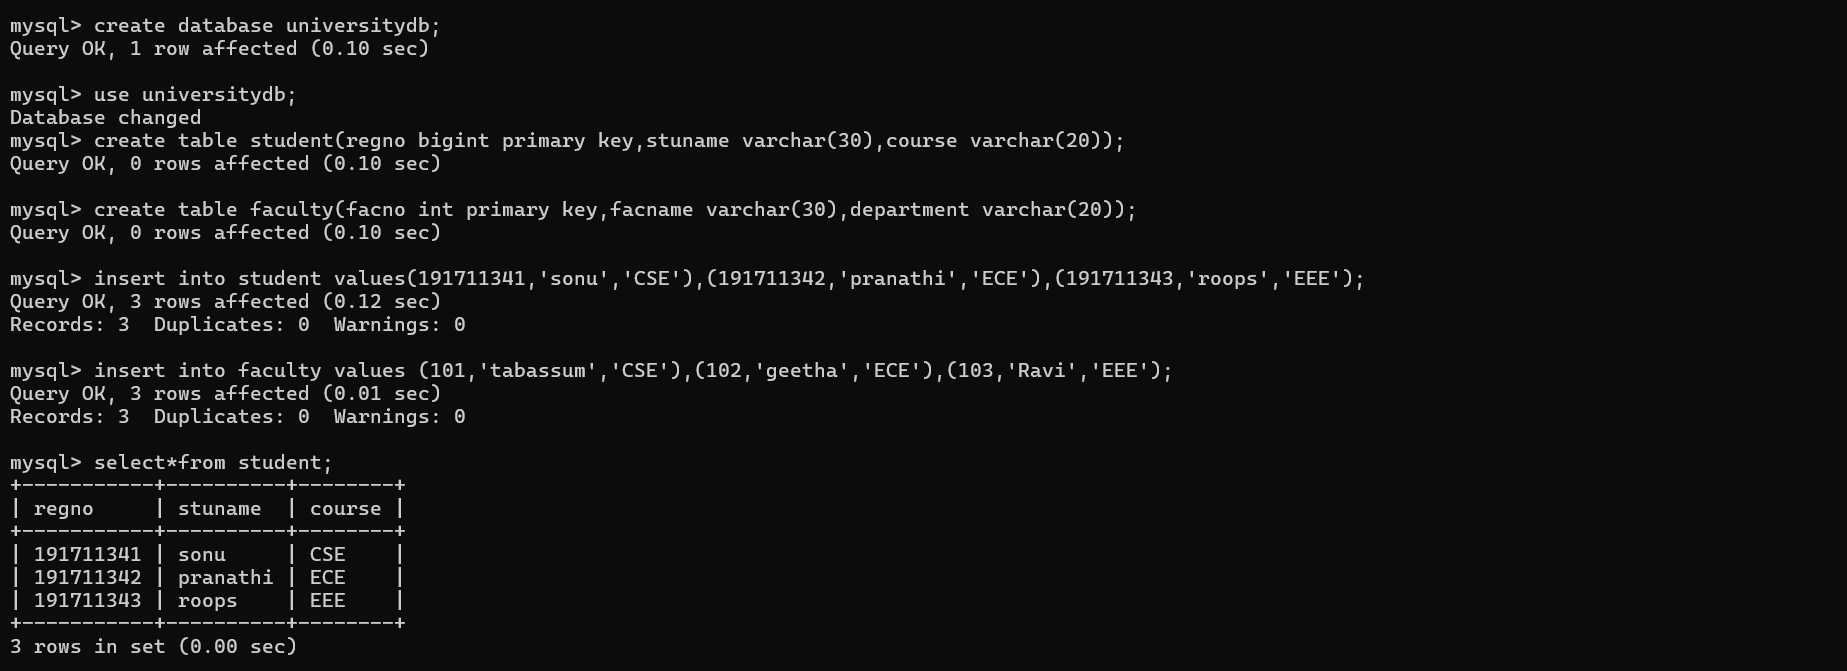 mysql> create database universitydb;
Query OK, 1 row affected (0.10 sec)
mysql> use universitydb;
Database changed
mysql> create table student(regno bigint primary key,stuname varchar(30),course varchar(20));
Query OK, 0 rows affected (0.10 sec)
mysql> create table faculty(facno int primary key,facname varchar(30),department varchar(20));
Query OK, 0 rows affected (0.10 sec)
mysql> insert into student values(191711341,'sonu','CSE'),(191711342,'pranathi','ECE'),(191711343,'roops','EEE');
Query OK, 3 rows affected (0.12 sec)
Records: 3  Duplicates: 0  Warnings: 0
mysql> insert into faculty values (101,'tabassum','CSE'),(102,'geetha','ECE'),(103,'Ravi','EEE');
Query OK, 3 rows affected (0.01 sec)
Records: 3  Duplicates: 0  Warnings: 0
mysql> select*from student;
+-----------+----------+--------+
| regno     | stuname  | course |
+-----------+----------+--------+
| 191711341 | sonu     | CSE    |
| 191711342 | pranathi | ECE    |
| 191711343 | roops    | EEE    |
+-----------+----------+--------+
3 rows in set (0.00 sec)